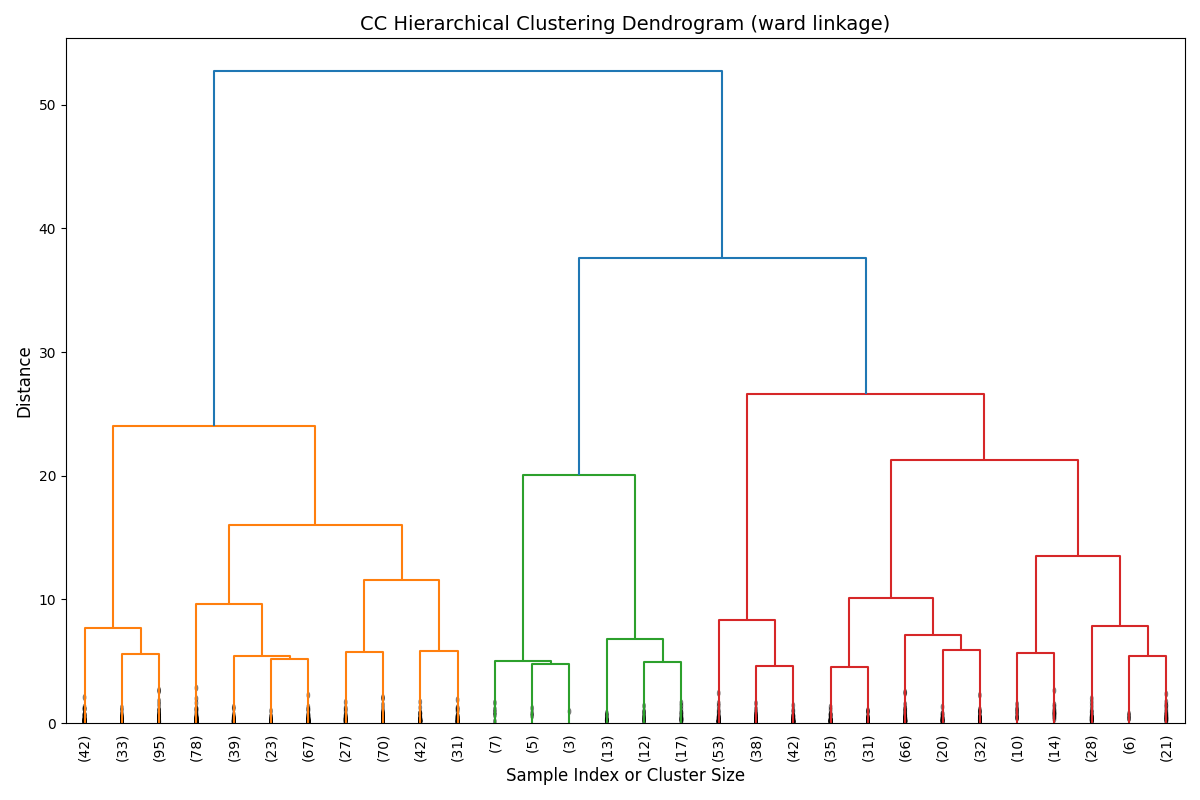 CC Hierarchical Clustering Dendrogram (ward linkage)
Distance
50
40
30
20
10
0
(42) (33) (95) (78) (39) (23) (67) (27) (70) (42) (31) (7) (5) (3) (13) (12) (17) (53) (38) (42) (35) (31) (66) (20) (32) (10) (14) (28) (6) (21)
Sample Index or Cluster Size